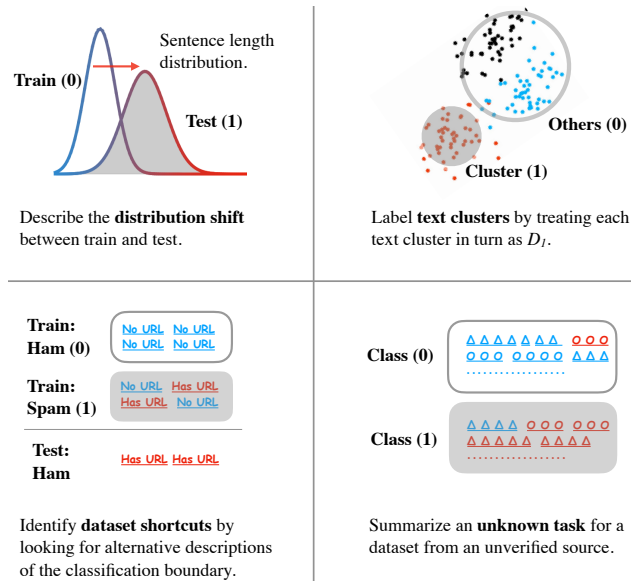 Sentence length
distribution.
Train (0)
Test (1)
Describe the distribution shift
between train and test.
Others (0)
Cluster (1)
Label text clusters by treating each
text cluster in turn as D1.
Train:
Ham (0)
No URL No URL
No URL No URL
Train:
Spam (1)
No URL Has URL
Has URL No URL
Test:
Ham
Has URL Has URL
Identify dataset shortcuts by
looking for alternative descriptions
of the classification boundary.
Class (0)
Δ Δ Δ Δ Δ Δ Δ O O O
O O O O O O O Δ Δ Δ
..................
Class (1)
Δ Δ Δ Δ O O O O O O
Δ Δ Δ Δ Δ Δ Δ Δ Δ
..................
Summarize an unknown task for a
dataset from an unverified source.